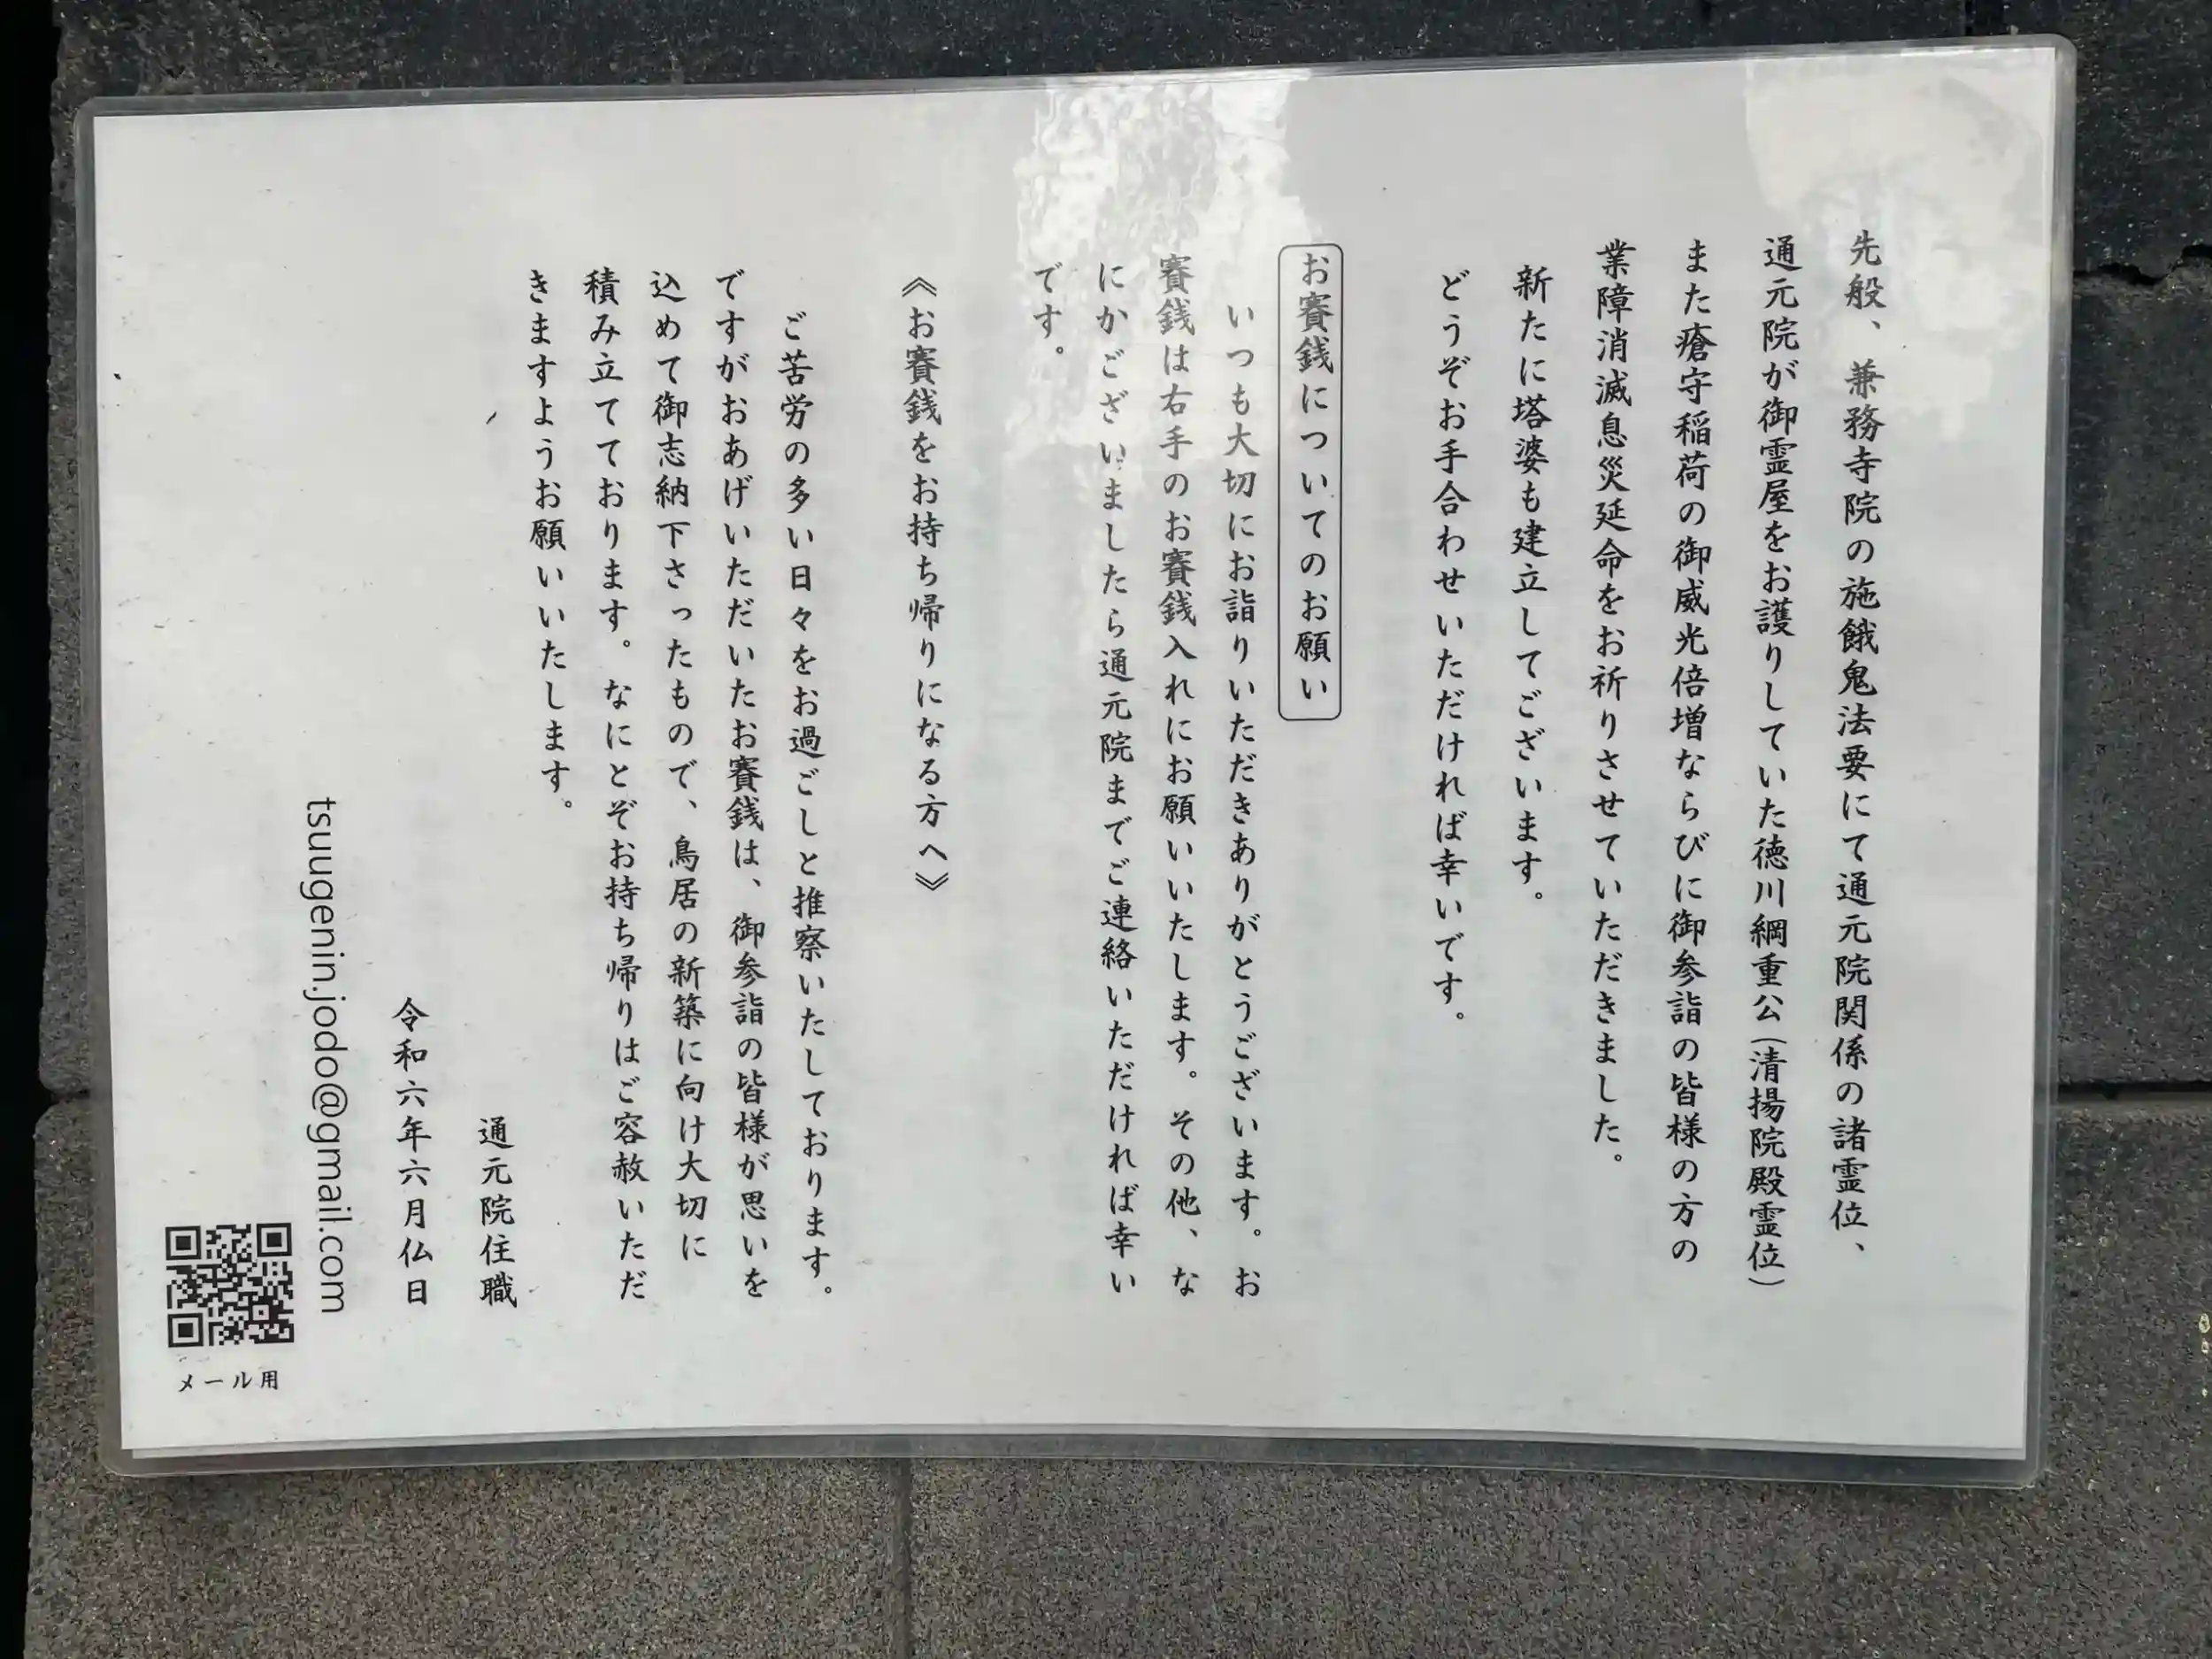 先般、兼務寺院の施餓鬼法要にて通元院関係の諸霊位、
通元院が御霊屋をお護りしていた徳川綱重公(清揚院殿霊位)
また瘡守稲荷の御威光倍増ならびに御参詣の皆様の方の
業障消滅息災延命をお祈りさせていただきました。
新たに塔婆も建立してございます。
どうぞお手合わせいただければ幸いです。
お賽銭についてのお願い
いつも大切にお詣りいただきありがとうございます。お
賽銭は右手のお賽銭入れにお願いいたします。その他、な
にかございましたら通元院までご連絡いただければ幸い
です。
《お賽銭をお持ち帰りになる方へ》
ご苦労の多い日々をお過ごしと推察いたしております。
ですがおあげいただいたお賽銭は、御参詣の皆様が思いを
込めて御志納下さったもので、鳥居の新築に向け大切に
積み立てております。なにとぞお持ち帰りはご容赦いただ
きますようお願いいたします。
通元院住職
令和六年六月仏日
tsuugenin.jodo@gmail.com
メール用